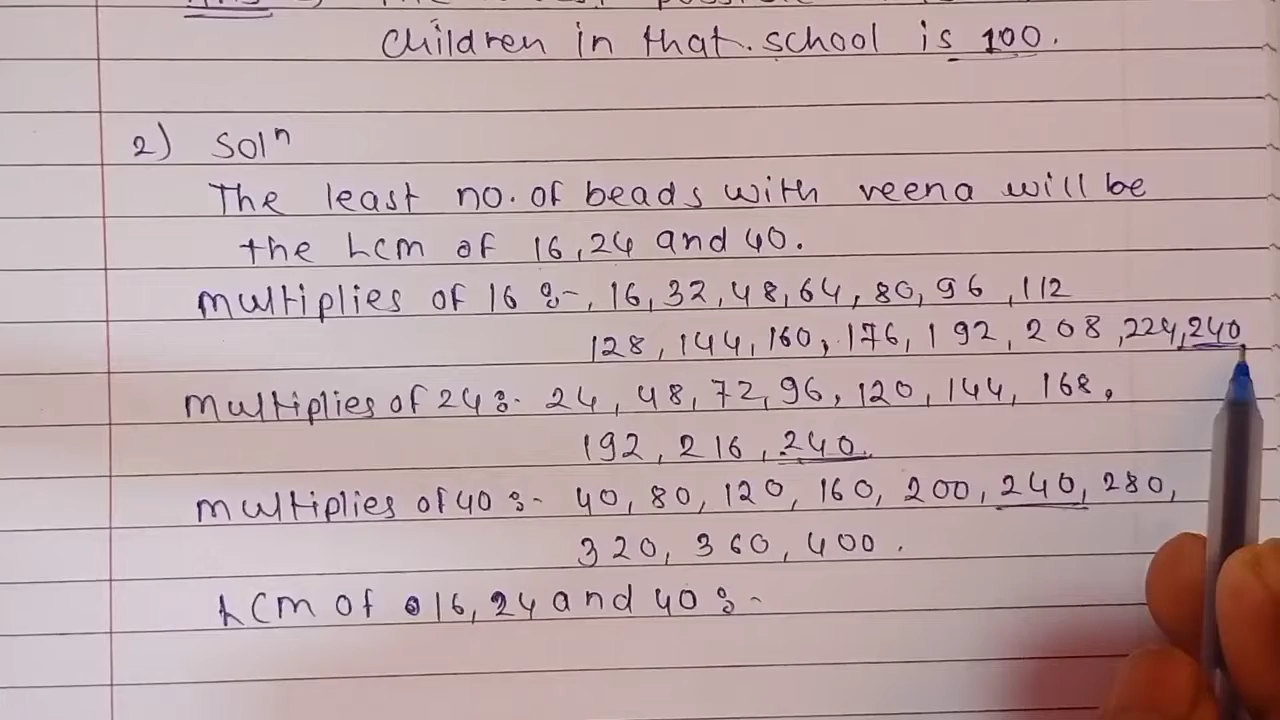 children in that. school is 100.
2) Solⁿ
The least no. of beads with veena will be
the LCM of 16, 24 and 40.
multiplies of 16 :-, 16, 32, 48, 64, 80, 96, 112
128, 144, 160, 176, 192, 208, 224, 240
multiplies of 24 :- 24, 48, 72, 96, 120, 144, 168,
192, 216, 240.
multiplies of 40 :- 40, 80, 120, 160, 200, 240, 280,
320, 360, 400.
LCM of 16, 24 and 40 :-